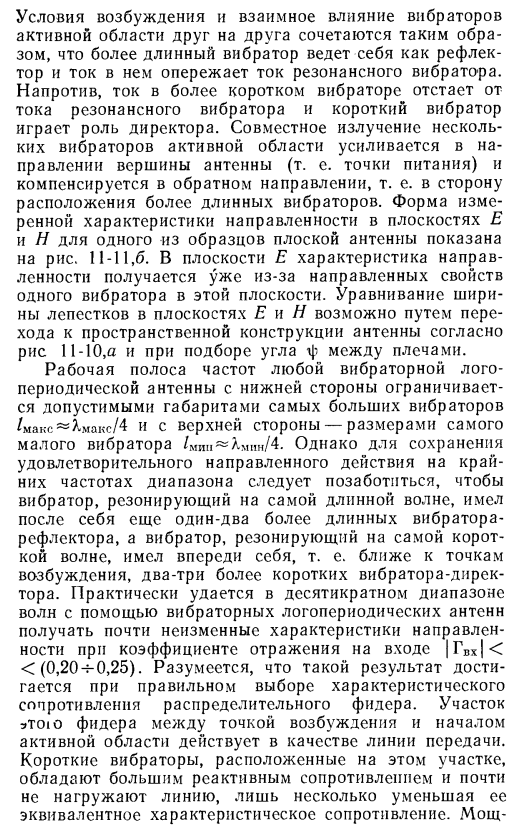 Условия возбуждения и взаимное влияние вибраторов
активной области друг на друга сочетаются таким обра-
зом, что более длинный вибратор ведет себя как рефлек-
тор и ток в нем опережает ток резонансного вибратора.
Напротив, ток в более коротком вибраторе отстает от
тока резонансного вибратора и короткий вибратор
играет роль директора. Совместное излучение несколь-
ких вибраторов активной области усиливается в на-
правлении вершины антенны (т. е. точки питания) и
компенсируется в обратном направлении, т. е. в сторону
расположения более длинных вибраторов. Форма изме-
ренной характеристики направленности в плоскостях E
и H для одного из образцов плоской антенны показана
на рис. 11-11,б. В плоскости E характеристика направ-
ленности получается уже из-за направленных свойств
одного вибратора в этой плоскости. Уравнивание шири-
ны лепестков в плоскостях E и H возможно путем пере-
хода к пространственной конструкции антенны согласно
рис 11-10,а и при подборе угла ψ между плечами.
Рабочая полоса частот любой вибраторной лого-
периодической антенны с нижней стороны ограничивает-
ся допустимыми габаритами самых больших вибраторов
lмакс≈λмакс/4 и с верхней стороны — размерами самого
малого вибратора lмин≈λмин/4. Однако для сохранения
удовлетворительного направленного действия на край-
них частотах диапазона следует позаботиться, чтобы
вибратор, резонирующий на самой длинной волне, имел
после себя еще один-два более длинных вибратора-
рефлектора, а вибратор, резонирующий на самой корот-
кой волне, имел впереди себя, т. е. ближе к точкам
возбуждения, два-три более коротких вибратора-дирек-
тора. Практически удается в десятикратном диапазоне
волн с помощью вибраторных логопериодических антенн
получать почти неизменные характеристики направлен-
ности при коэффициенте отражения на входе |Гвх|<
<(0,20÷0,25). Разумеется, что такой результат дости-
гается при правильном выборе характеристического
сопротивления распределительного фидера. Участок
этого фидера между точкой возбуждения и началом
активной области действует в качестве линии передачи.
Короткие вибраторы, расположенные на этом участке,
обладают большим реактивным сопротивлением и почти
не нагружают линию, лишь несколько уменьшая ее
эквивалентное характеристическое сопротивление. Мощ-